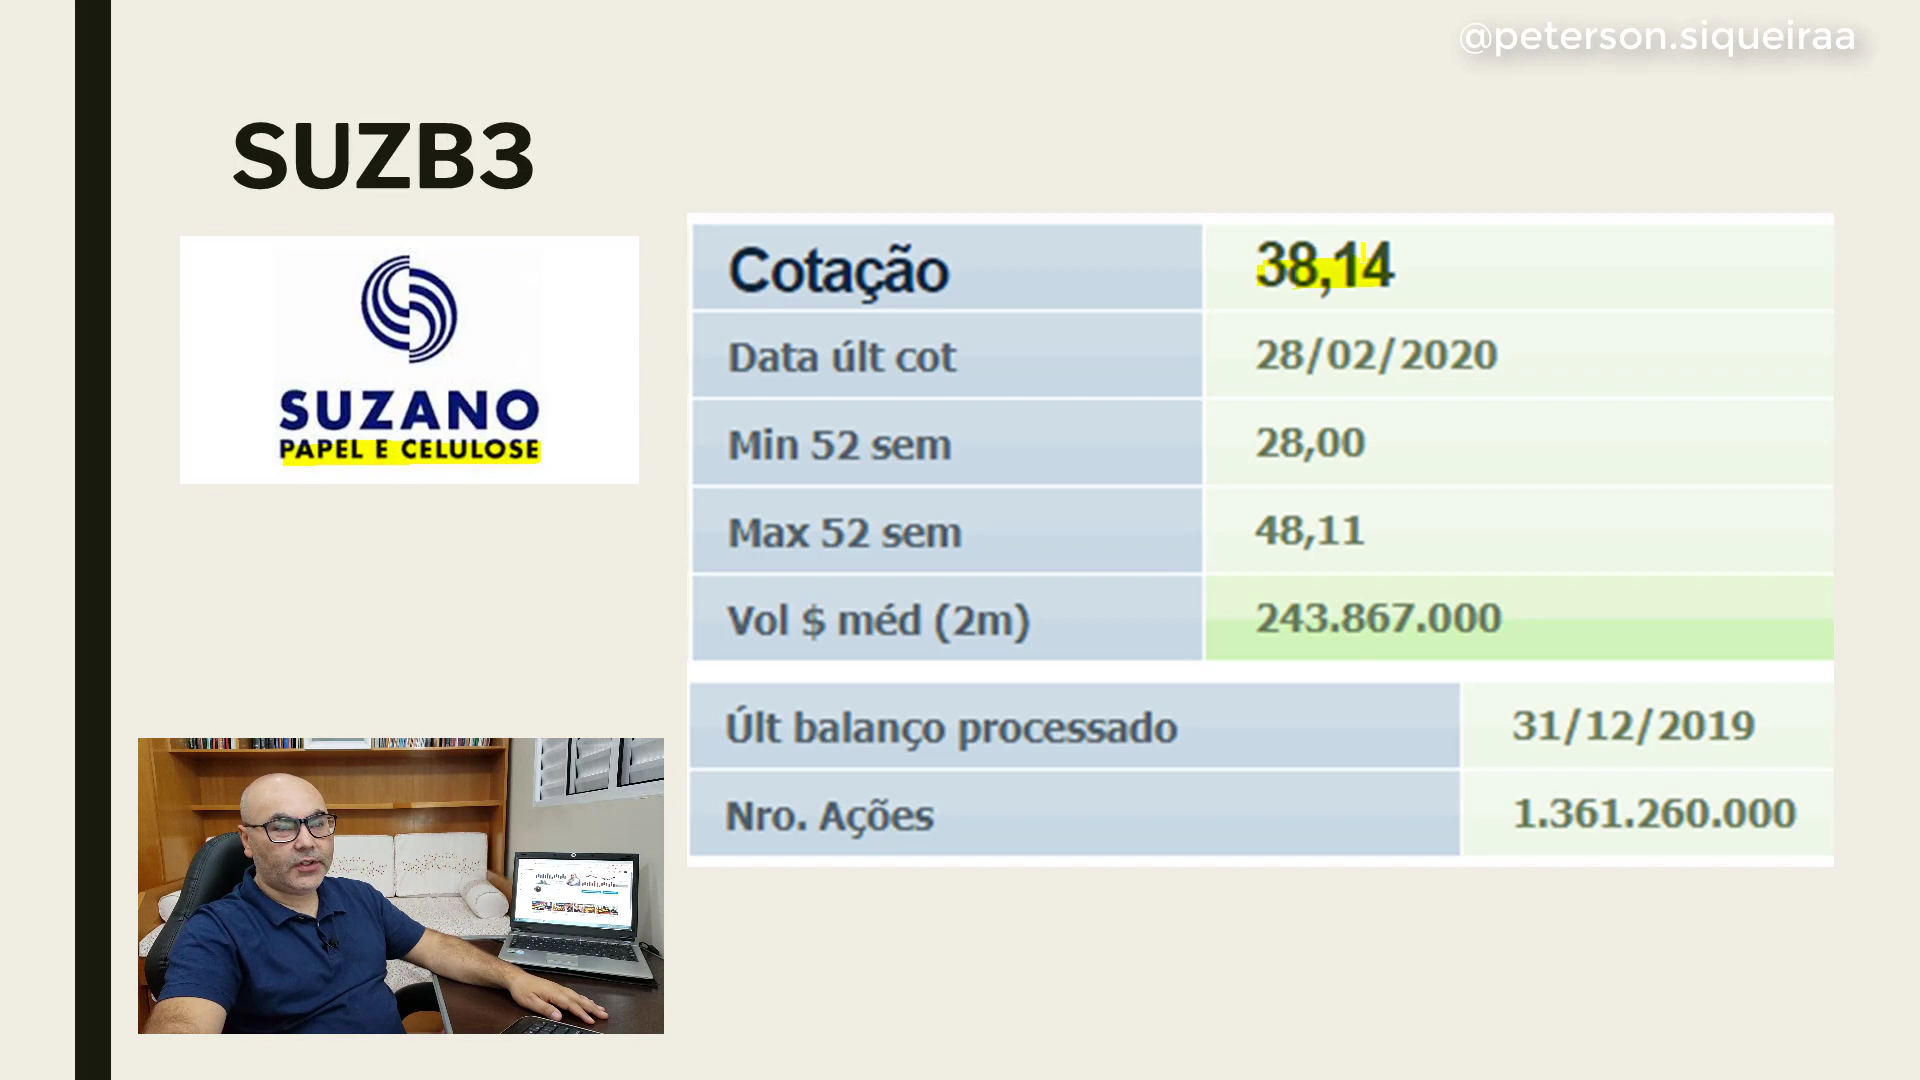 @peterson.siqueiraa
SUZB3
SUZANO
PAPEL E CELULOSE
Cotação 38,14
Data últ cot 28/02/2020
Min 52 sem 28,00
Max 52 sem 48,11
Vol $ méd (2m) 243.867.000
Últ balanço processado 31/12/2019
Nro. Ações 1.361.260.000